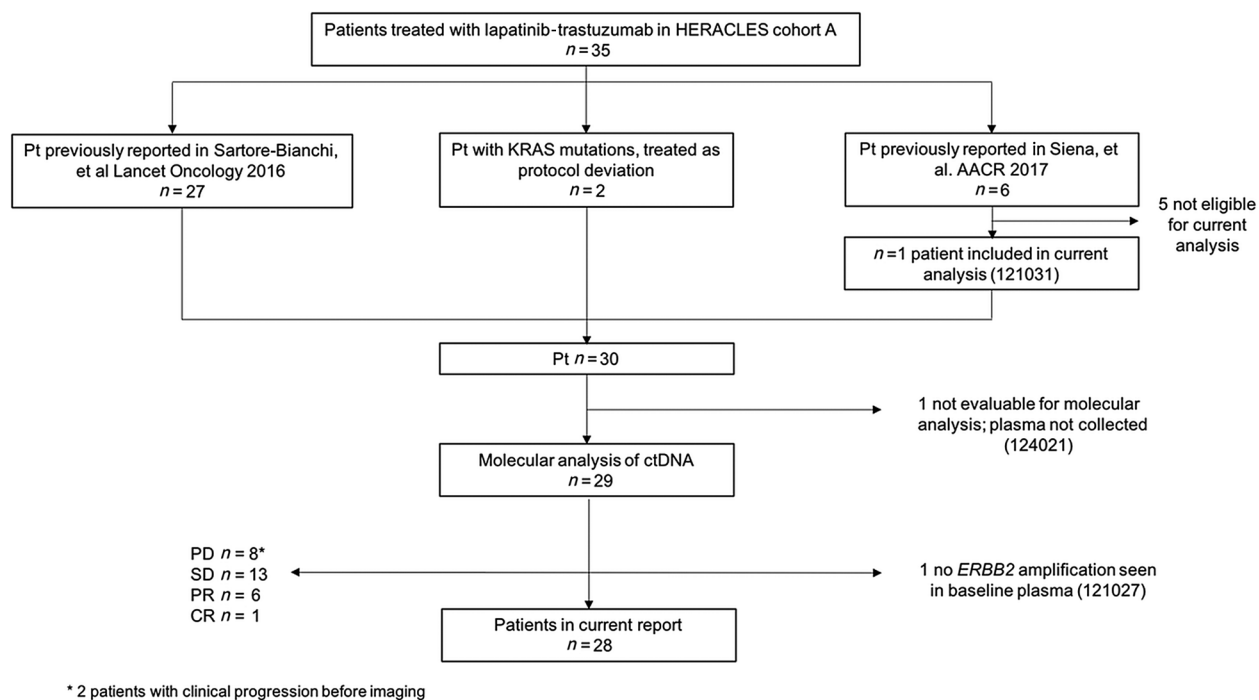 Patients treated with lapatinib-trastuzumab in HERACLES cohort A
n=35
Pt previously reported in Sartore-Bianchi,
et al Lancet Oncology 2016
n=27
Pt with KRAS mutations, treated as
protocol deviation
n=2
Pt previously reported in Siena, et
al. AACR 2017
n=6
5 not eligible
for current
analysis
n=1 patient included in current
analysis (121031)
Pt n=30
1 not evaluable for molecular
analysis; plasma not collected
(124021)
Molecular analysis of ctDNA
n=29
PD n = 8*
SD n = 13
PR n = 6
CR n = 1
1 no ERBB2 amplification seen
in baseline plasma (121027)
Patients in current report
n=28
* 2 patients with clinical progression before imaging